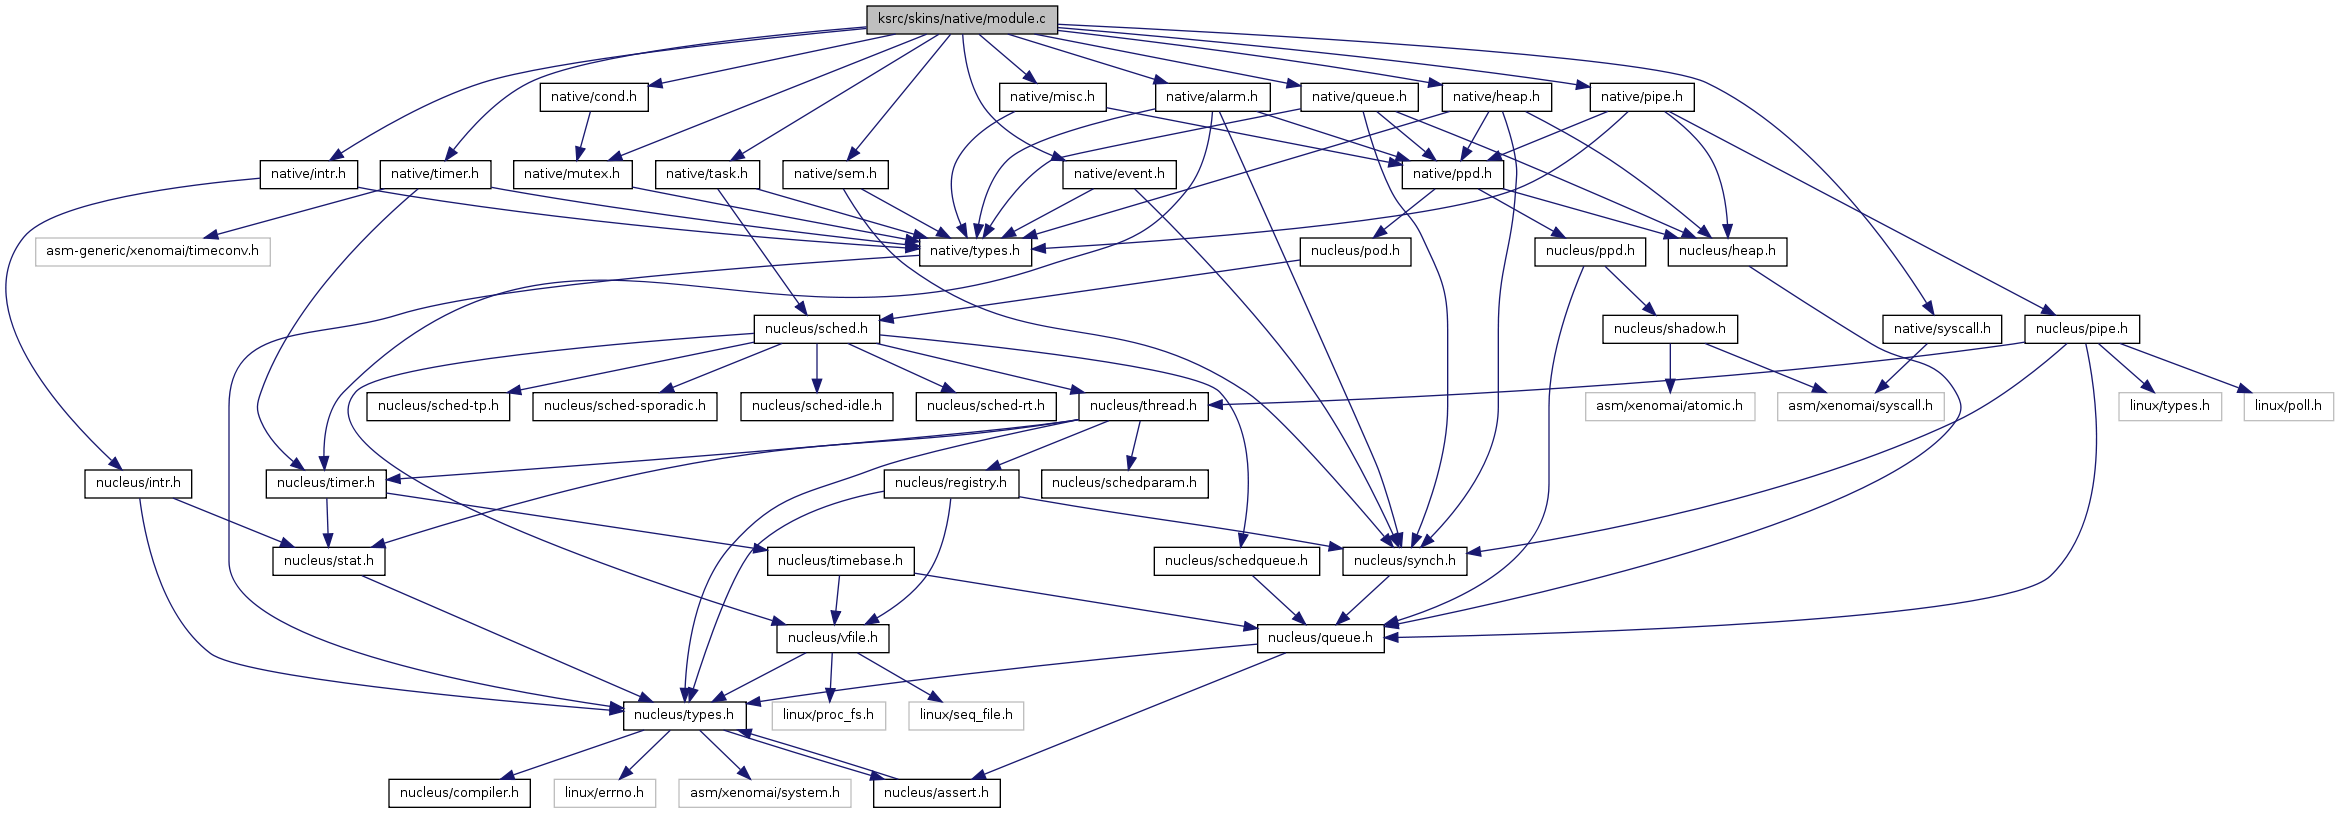 ksrc/skins/native/module.c
native/cond.h
native/misc.h
native/alarm.h
native/queue.h
native/heap.h
native/pipe.h
native/intr.h
native/timer.h
native/mutex.h
native/task.h
native/sem.h
native/event.h
native/ppd.h
asm-generic/xenomai/timeconv.h
native/types.h
nucleus/pod.h
nucleus/ppd.h
nucleus/heap.h
nucleus/sched.h
nucleus/shadow.h
native/syscall.h
nucleus/pipe.h
nucleus/sched-tp.h
nucleus/sched-sporadic.h
nucleus/sched-idle.h
nucleus/sched-rt.h
nucleus/thread.h
asm/xenomai/atomic.h
asm/xenomai/syscall.h
linux/types.h
linux/poll.h
nucleus/intr.h
nucleus/timer.h
nucleus/registry.h
nucleus/schedparam.h
nucleus/stat.h
nucleus/timebase.h
nucleus/schedqueue.h
nucleus/synch.h
nucleus/vfile.h
nucleus/queue.h
nucleus/types.h
linux/proc_fs.h
linux/seq_file.h
nucleus/compiler.h
linux/errno.h
asm/xenomai/system.h
nucleus/assert.h